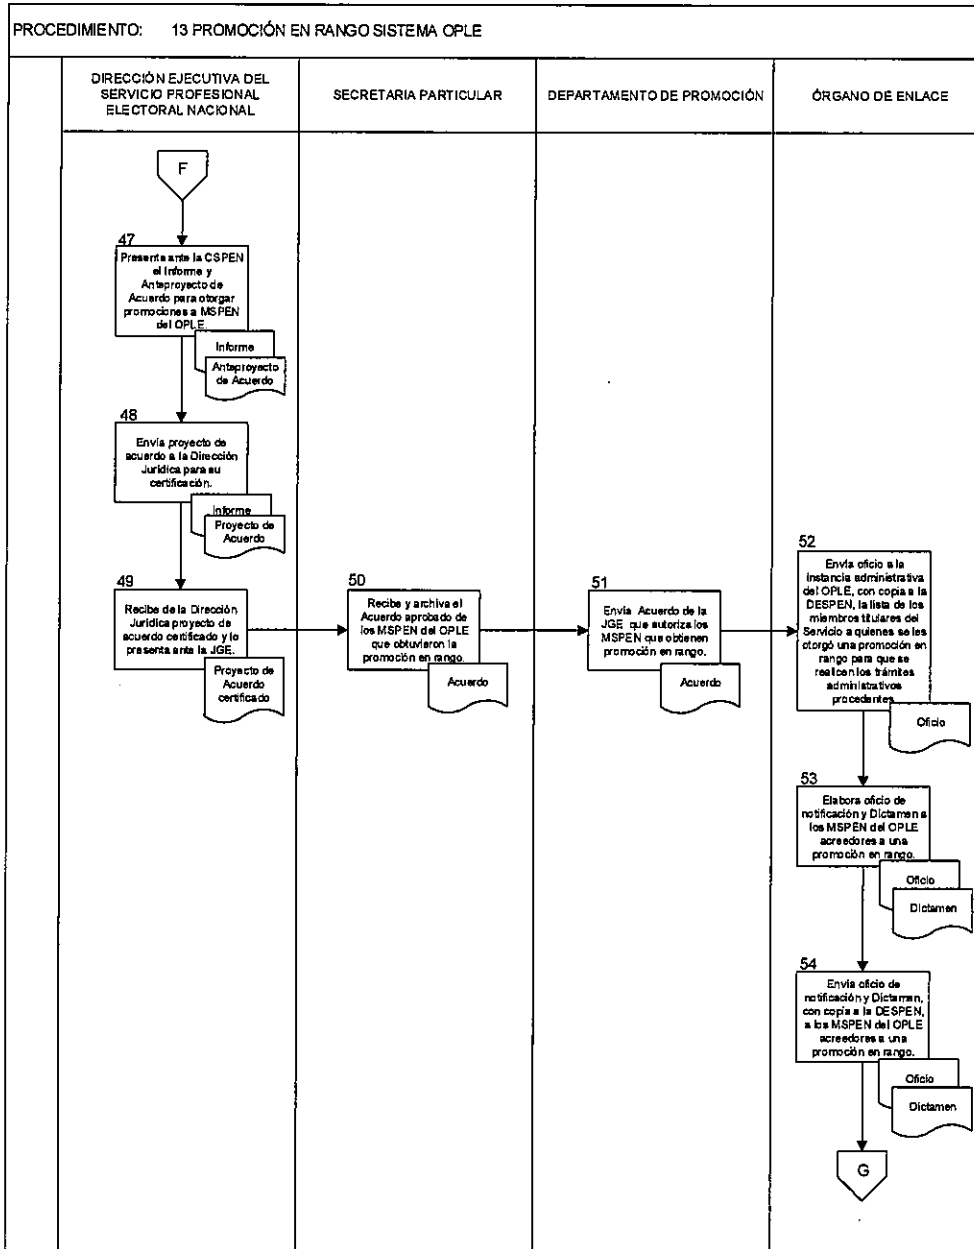 PROCEDIMIENTO: 13 PROMOCIÓN EN RANGO SISTEMA OPLE
DIRECCIÓN EJECUTIVA DEL
SERVICIO PROFESIONAL
ELECTORAL NACIONAL
SECRETARIA PARTICULAR
DEPARTAMENTO DE PROMOCIÓN
ÓRGANO DE ENLACE
F
47
Presenta ante la CSPEN
el Informe y
Anteproyecto de
Acuerdo para otorgar
promociones a MSPEN
del OPLE.
Informe
Anteproyecto
de Acuerdo
48
Envía proyecto de
acuerdo a la Dirección
Jurídica para su
certificación.
Informe
Proyecto de
Acuerdo
49
Recibe de la Dirección
Jurídica proyecto de
acuerdo certificado y lo
presenta ante la JGE.
Proyecto de
Acuerdo
certificado
50
Recibe y archiva el
Acuerdo aprobado de
los MSPEN del OPLE
que obtuvieron la
promoción en rango.
Acuerdo
51
Envía Acuerdo de la
JGE que autoriza los
MSPEN que obtienen
promoción en rango.
Acuerdo
52
Envía oficio a la
instancia administrativa
del OPLE, con copia a la
DESPEN, la lista de los
miembros titulares del
Servicio a quienes se les
otorgó una promoción en
rango para que se
realicen los trámites
administrativos
procedentes
Oficio
53
Elabora oficio de
notificación y Dictamen a
los MSPEN del OPLE
acreedores a una
promoción en rango.
Oficio
Dictamen
54
Envía oficio de
notificación y Dictamen,
con copia a la DESPEN,
a los MSPEN del OPLE
acreedores a una
promoción en rango.
Oficio
Dictamen
G